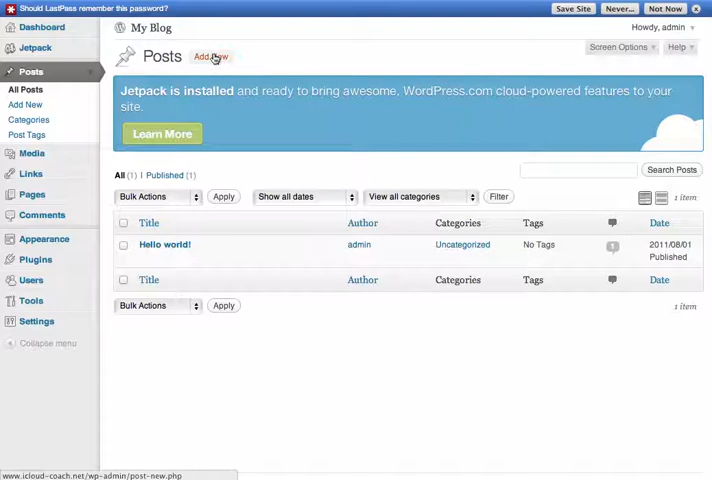 Should LastPass remember this password?
Save Site
Never...
Not Now
Dashboard
Jetpack
Posts
All Posts
Add New
Categories
Post Tags
Media
Links
Pages
Comments
Appearance
Plugins
Users
Tools
Settings
Collapse menu
My Blog
Howdy, admin
Posts
Add New
Screen Options
Help
Jetpack is installed and ready to bring awesome, WordPress.com cloud-powered features to your
site.
Learn More
All (1) | Published (1)
Search Posts
Bulk Actions
Apply
Show all dates
View all categories
Filter
1 item
Title Author Categories Tags Date
Hello world! admin Uncategorized No Tags 1 2011/08/01
Published
Title Author Categories Tags Date
Bulk Actions
Apply
1 item
www.icloud-coach.net/wp-admin/post-new.php